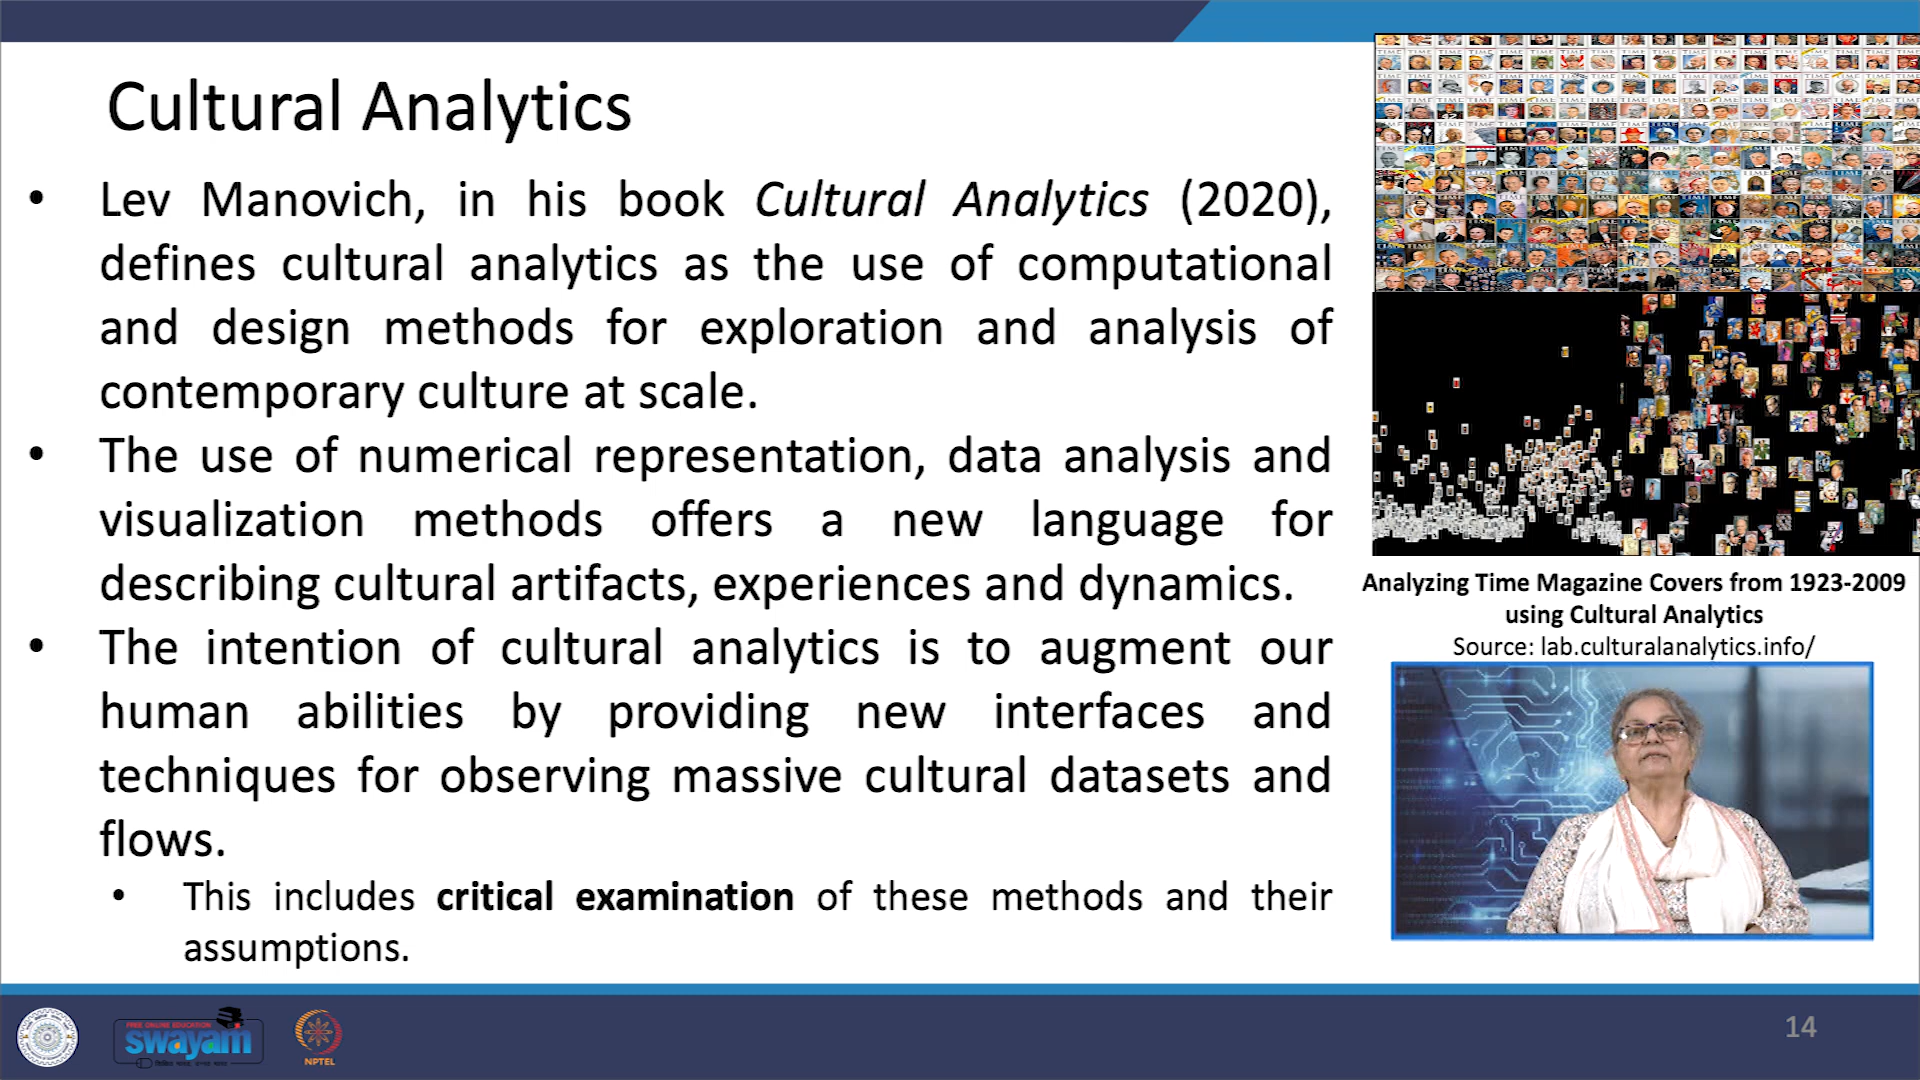 Cultural Analytics
• Lev Manovich, in his book Cultural Analytics (2020),
defines cultural analytics as the use of computational
and design methods for exploration and analysis of
contemporary culture at scale.
• The use of numerical representation, data analysis and
visualization methods offers a new language for
describing cultural artifacts, experiences and dynamics.
• The intention of cultural analytics is to augment our
human abilities by providing new interfaces and
techniques for observing massive cultural datasets and
flows.
• This includes critical examination of these methods and their
assumptions.
Analyzing Time Magazine Covers from 1923-2009
using Cultural Analytics
Source: lab.culturalanalytics.info/
FREE ONLINE EDUCATION
swayam
NPTEL
14